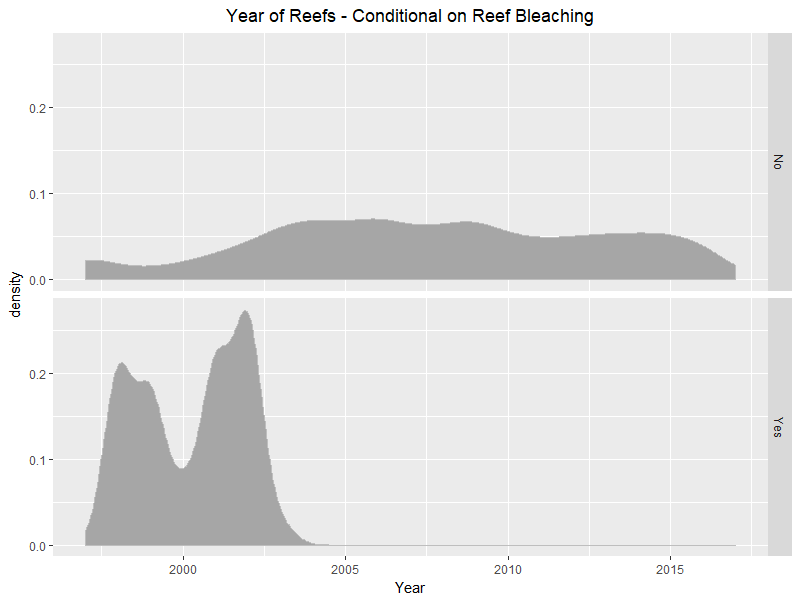 Year of Reefs - Conditional on Reef Bleaching
density
0.2
0.1
0.0
No
0.2
0.1
0.0
Yes
2000 2005 2010 2015
Year